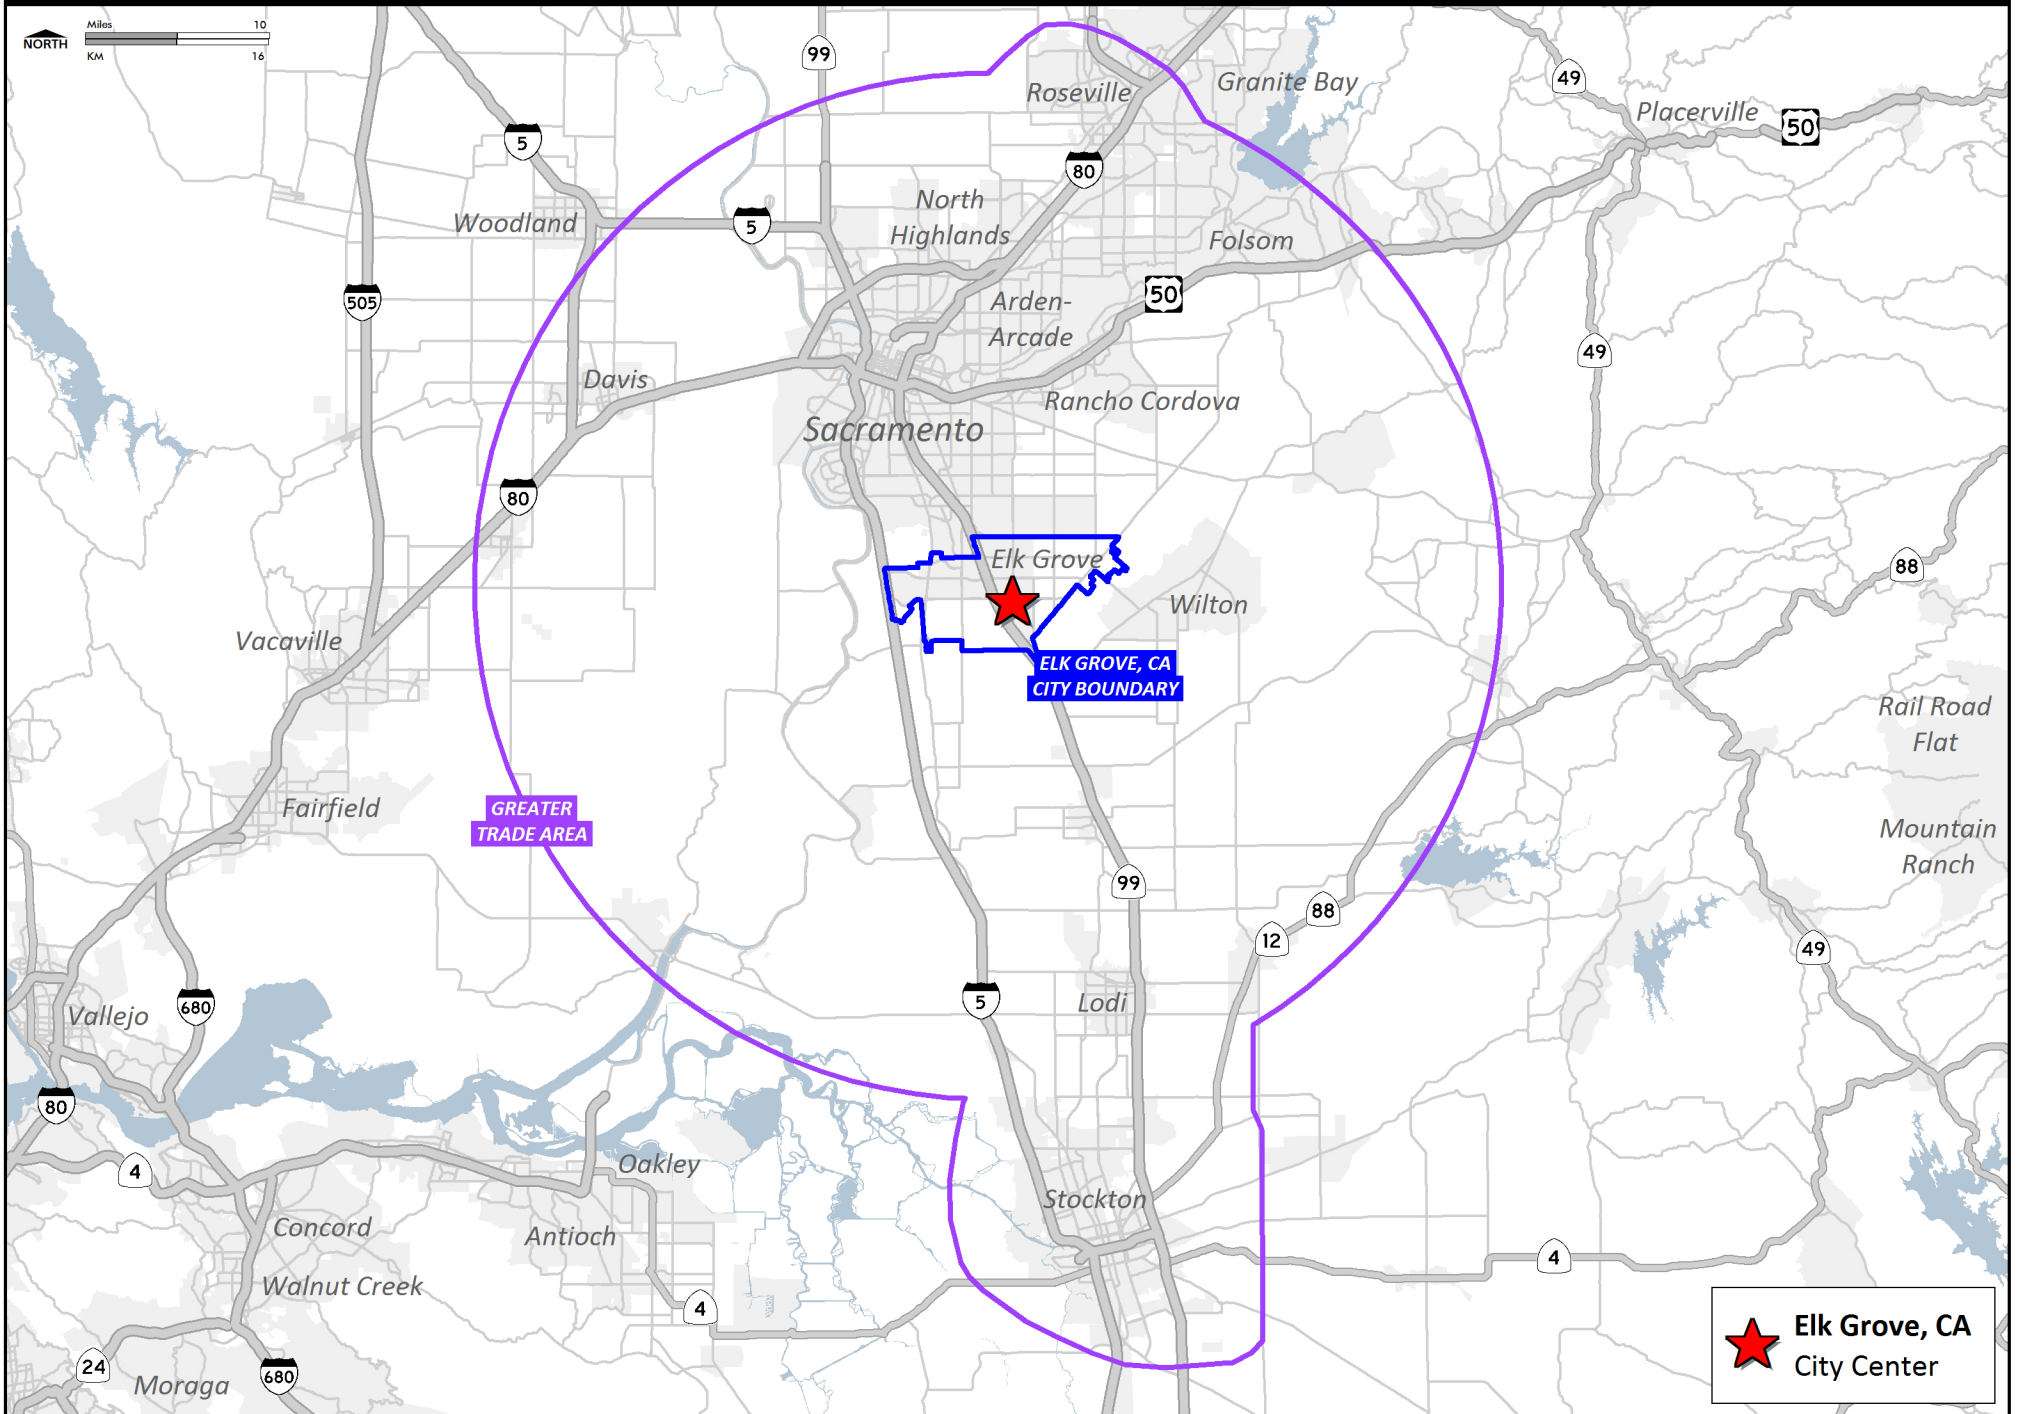 Miles 10
NORTH
KM 16
99
49
Roseville
Granite Bay
Placerville
50
5
80
North
Highlands
Woodland
5
Folsom
505
50
Arden-
Arcade
49
Davis
Rancho Cordova
Sacramento
80
Elk Grove
88
Wilton
Vacaville
ELK GROVE, CA
CITY BOUNDARY
Rail Road
Flat
Fairfield
GREATER
TRADE AREA
Mountain
Ranch
99
88
12
49
5
Lodi
680
Vallejo
80
4
Oakley
Stockton
Concord
Antioch
4
Walnut Creek
4
24
680
Moraga
Elk Grove, CA
City Center